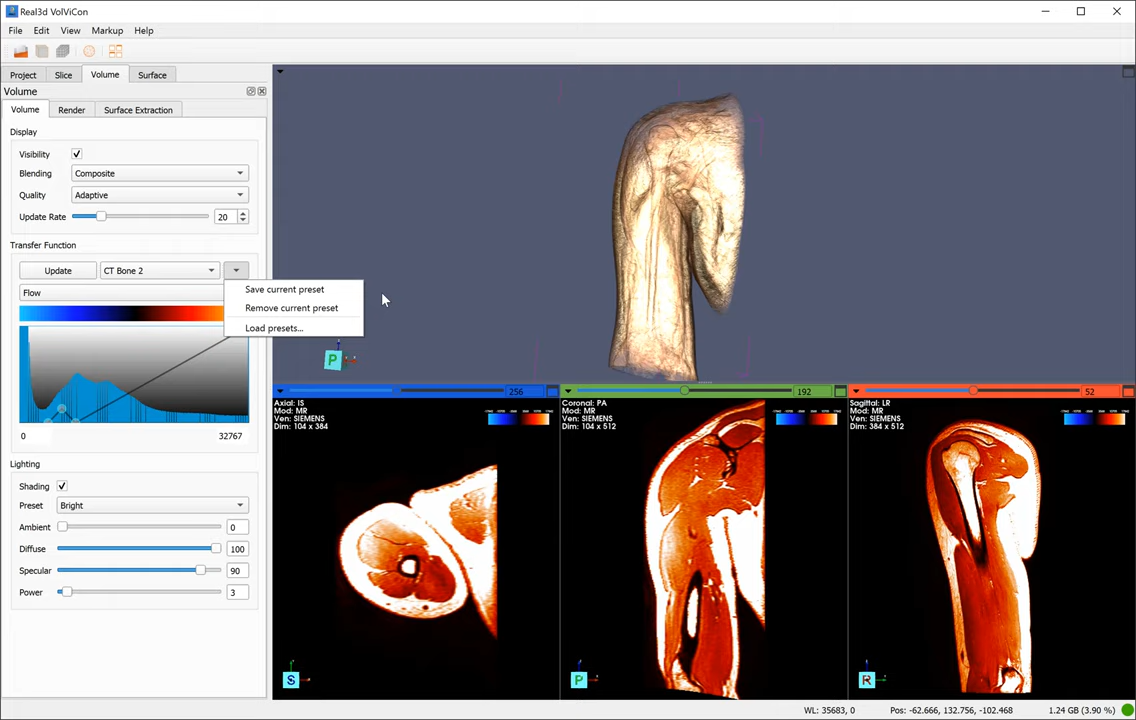 Real3d VolViCon
File Edit View Markup Help
Project Slice Volume Surface
Volume
Volume Render Surface Extraction
Display
Visibility
Blending Composite
Quality Adaptive
Update Rate 20
Transfer Function
Update CT Bone 2
Save current preset
Flow
Remove current preset
Load presets...
P
0 32767
Lighting
Shading
Preset Bright
Ambient 0
Diffuse 100
Specular 90
Power 3
256
Axial: IS
Mod: MR
Ven: SIEMENS
Dim: 104 x 384
S
192
Coronal: PA
Mod: MR
Ven: SIEMENS
Dim: 104 x 512
P
52
Sagittal: LR
Mod: MR
Ven: SIEMENS
Dim: 384 x 512
R
WL: 35683, 0 Pos: -62.666, 132.756, -102.468 1.24 GB (3.90 %)